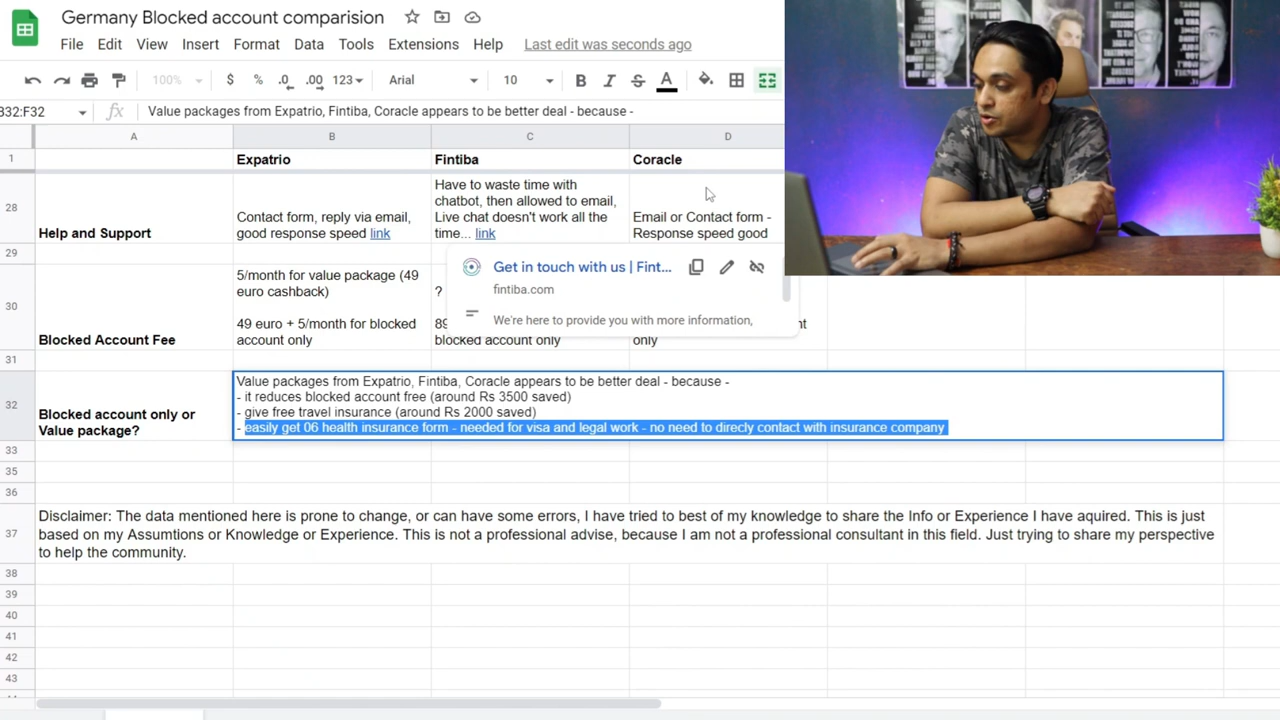 Germany Blocked account comparision
File Edit View Insert Format Data Tools Extensions Help Last edit was seconds ago
100% $ % .0 .00 123 Arial 10 B I S A
B32:F32 fx Value packages from Expatrio, Fintiba, Coracle appears to be better deal - because -
A B C D
1 Expatrio Fintiba Coracle
28 Help and Support
Contact form, reply via email,
good response speed link
Have to waste time with
chatbot, then allowed to email,
Live chat doesn't work all the
time... link
Email or Contact form -
Response speed good
29
Get in touch with us | Fint...
fintiba.com
We're here to provide you with more information,
30 Blocked Account Fee
5/month for value package (49
euro cashback)
49 euro + 5/month for blocked
account only
?
89
blocked account only
nt
only
31
32 Blocked account only or
Value package?
Value packages from Expatrio, Fintiba, Coracle appears to be better deal - because -
- it reduces blocked account free (around Rs 3500 saved)
- give free travel insurance (around Rs 2000 saved)
- easily get 06 health insurance form - needed for visa and legal work - no need to direcly contact with insurance company
33
35
36
37 Disclaimer: The data mentioned here is prone to change, or can have some errors, I have tried to best of my knowledge to share the Info or Experience I have aquired. This is just
based on my Assumtions or Knowledge or Experience. This is not a professional advise, because I am not a professional consultant in this field. Just trying to share my perspective
to help the community.
38
39
40
41
42
43